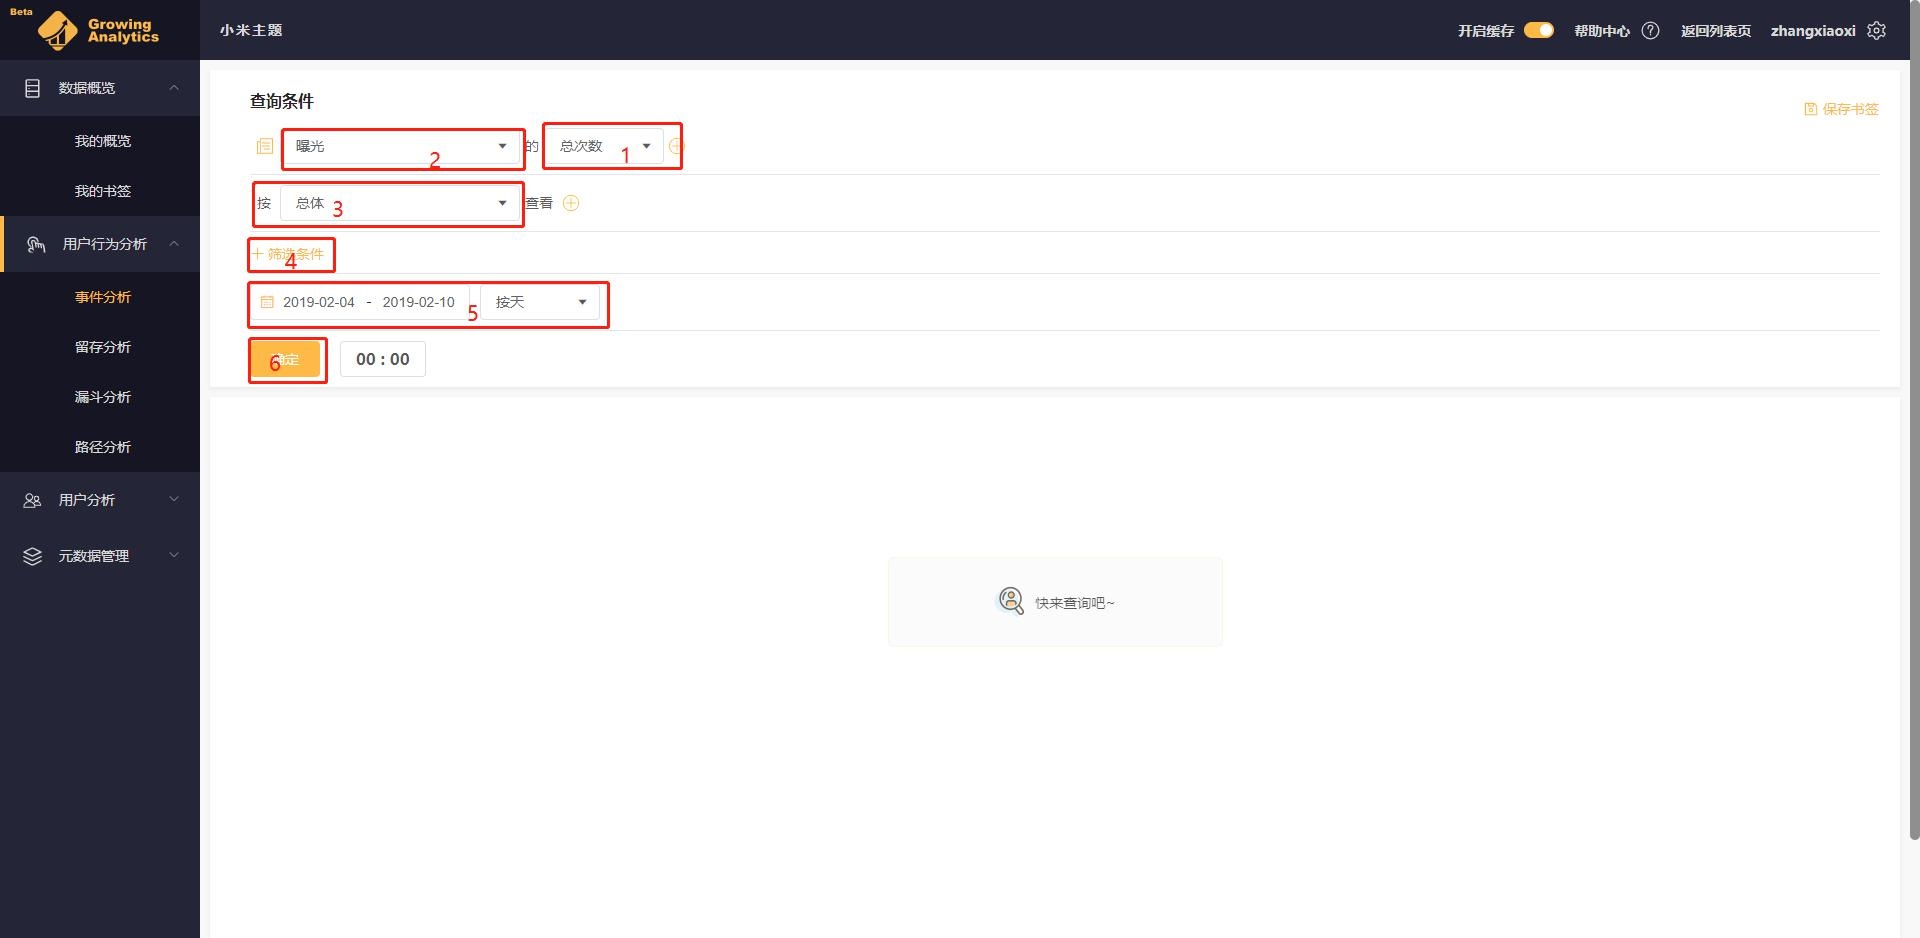 Beta
Growing
Analytics
小米主题
开启缓存
帮助中心
返回列表页
zhangxiaoxi
数据概览
我的概览
我的书签
用户行为分析
事件分析
留存分析
漏斗分析
路径分析
用户分析
元数据管理
查询条件
保存书签
曝光 2 的 总次数 1
按 总体 3 查看
+ 筛选条件 4
2019-02-04 - 2019-02-10 5 按天
6 确定 00 : 00
快来查询吧~